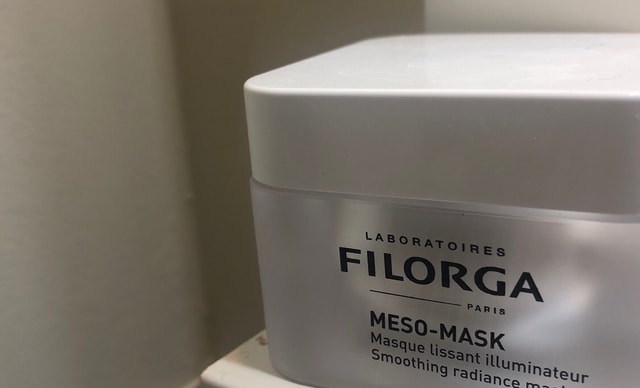 LABORATOIRES
FILORGA
PARIS
MESO-MASK
Masque lissant illuminateur
Smoothing radiance